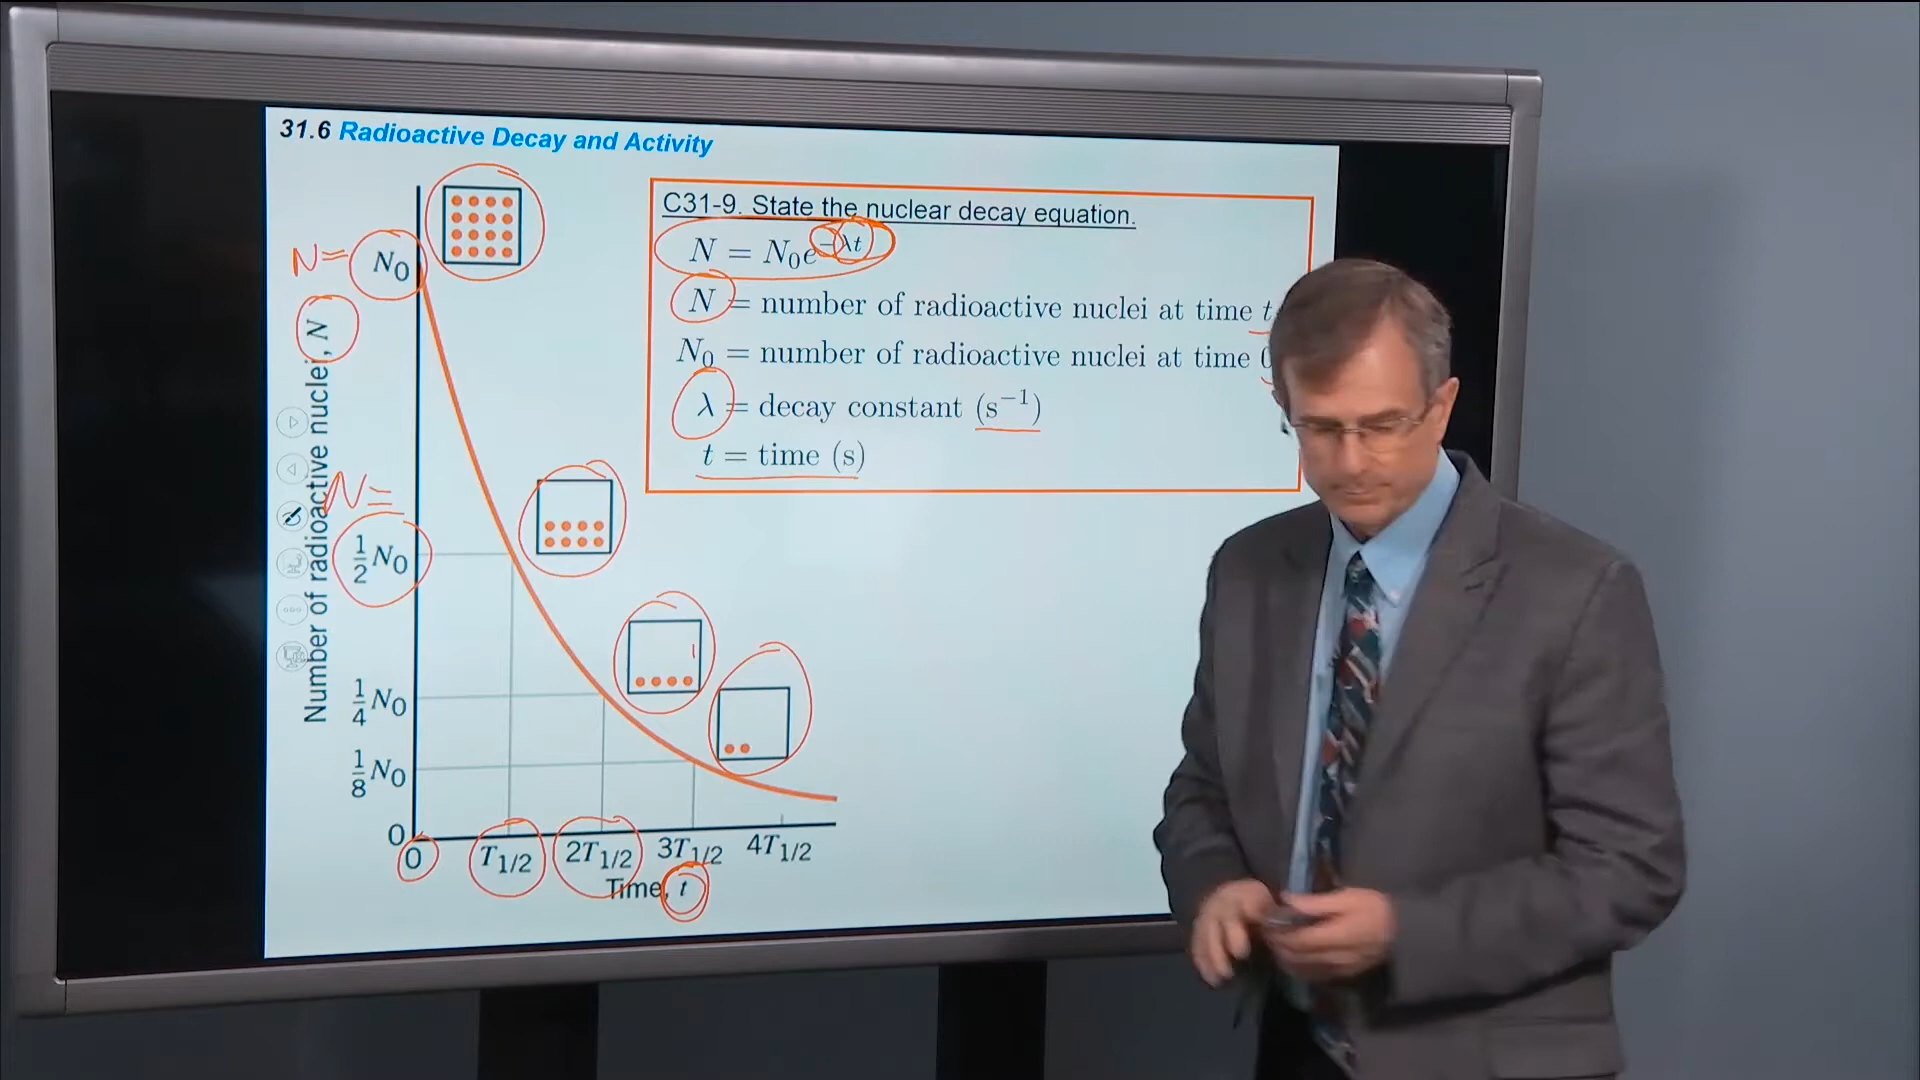 31.6 Radioactive Decay and Activity
C31-9. State the nuclear decay equation.
N = N₀e^{-λt}
N = number of radioactive nuclei at time t
N₀ = number of radioactive nuclei at time 0
λ = decay constant (s⁻¹)
t = time (s)
N=
N₀
Number of radioactive nuclei, N
N=
½N₀
¼N₀
⅛N₀
0
0 T₁/₂ 2T₁/₂ 3T₁/₂ 4T₁/₂
Time, t